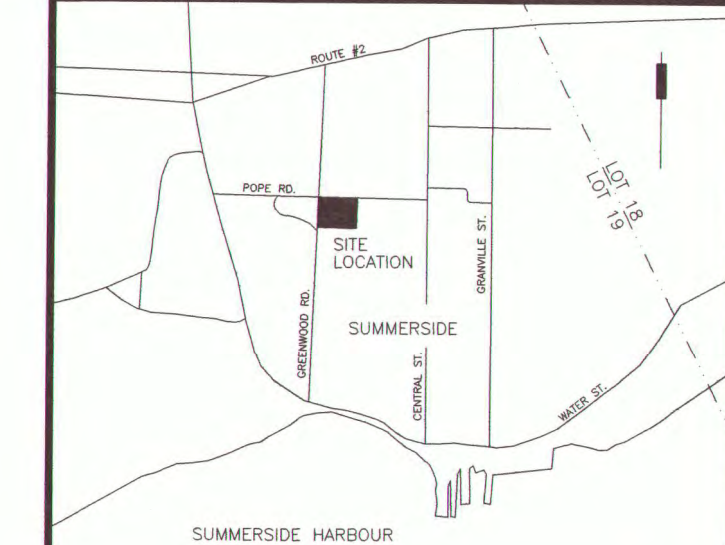 ROUTE #2
LOT 18
LOT 19
POPE RD.
SITE
LOCATION
GRANVILLE ST.
GREENWOOD RD.
SUMMERSIDE
CENTRAL ST.
WATER ST.
SUMMERSIDE HARBOUR